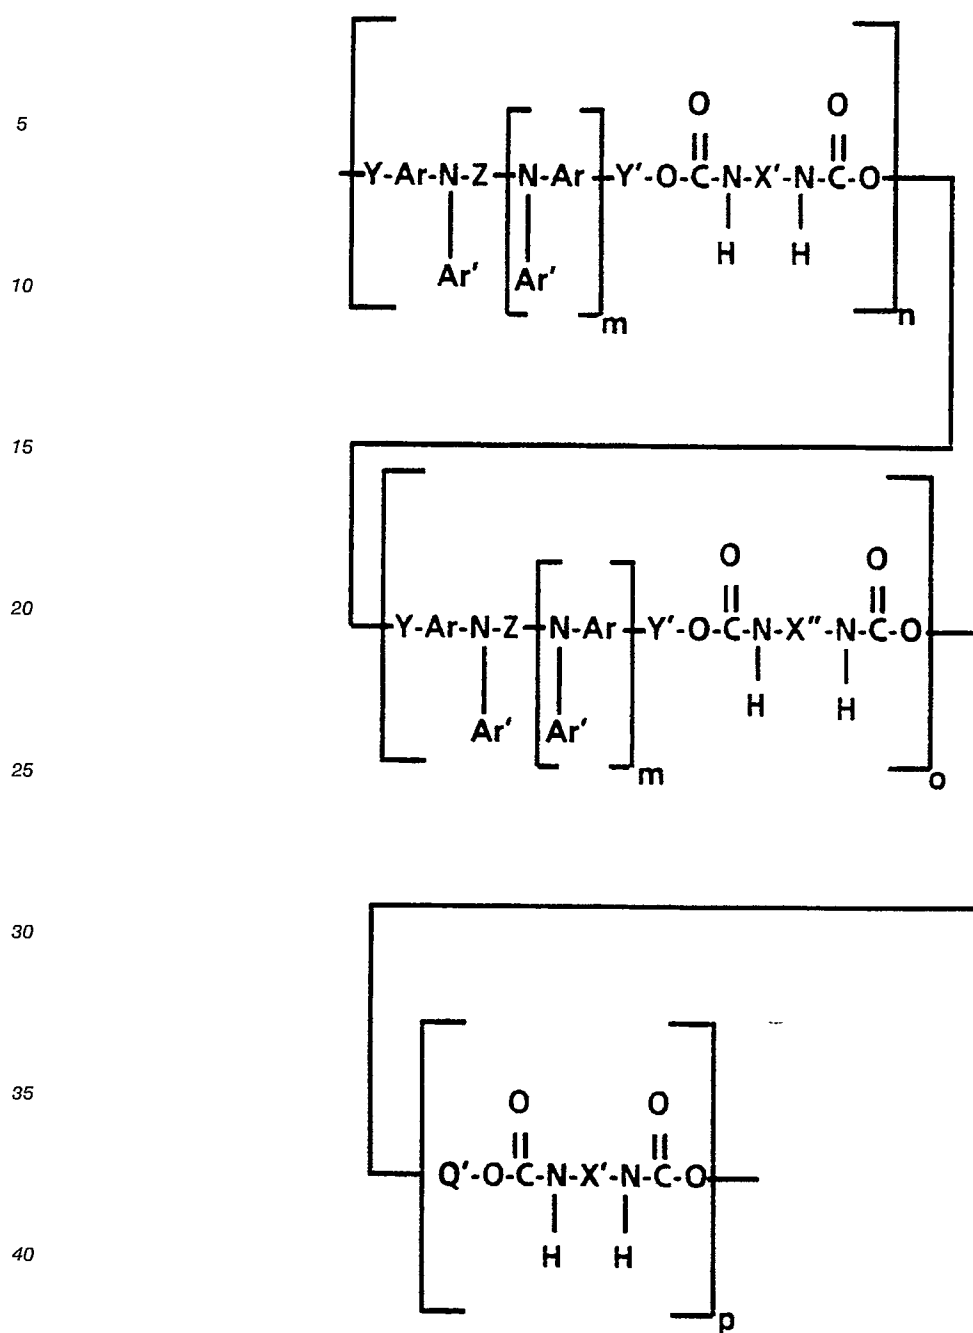 5
O O
|| ||
Y-Ar-N-Z-N-Ar-Y'-O-C-N-X'-N-C-O
| | | |
H H
10
Ar' Ar'
m n
15
O O
20
|| ||
Y-Ar-N-Z-N-Ar-Y'-O-C-N-X"-N-C-O
| | | |
H H
Ar' Ar'
25
m o
30
35
O O
|| ||
Q'-O-C-N-X'-N-C-O
| |
40
H H
p